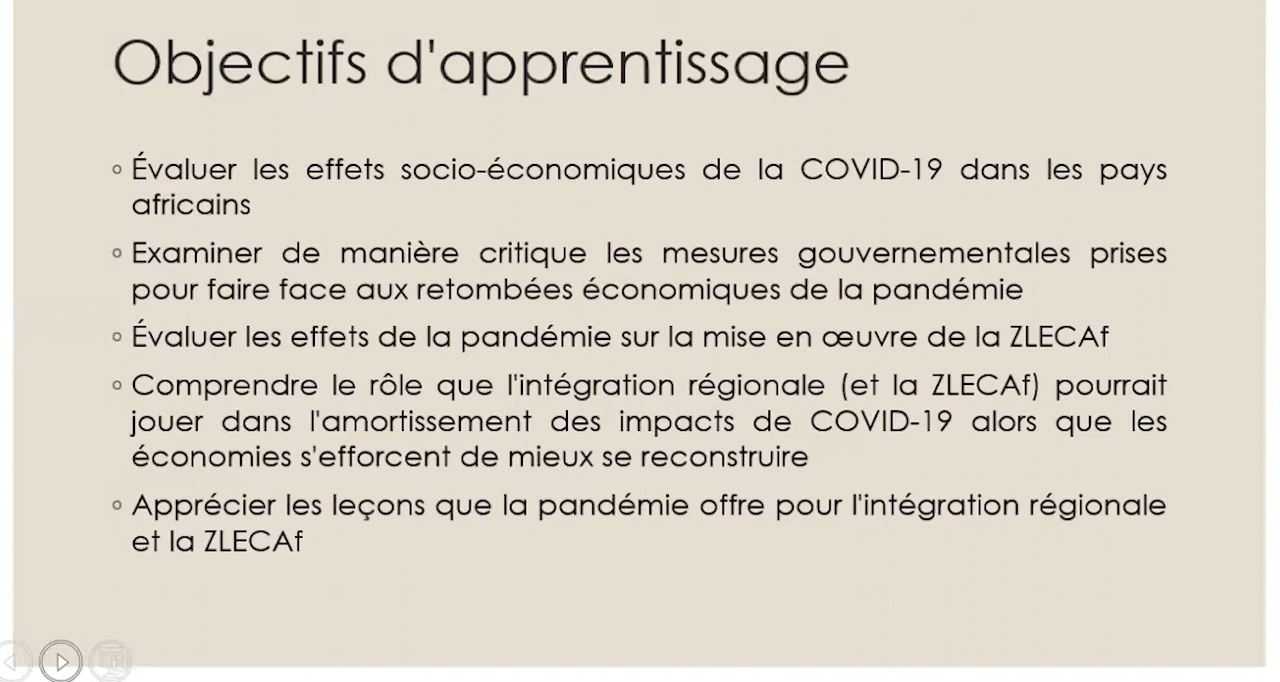 Objectifs d'apprentissage
◦ Évaluer les effets socio-économiques de la COVID-19 dans les pays
africains
◦ Examiner de manière critique les mesures gouvernementales prises
pour faire face aux retombées économiques de la pandémie
◦ Évaluer les effets de la pandémie sur la mise en œuvre de la ZLECAf
◦ Comprendre le rôle que l'intégration régionale (et la ZLECAf) pourrait
jouer dans l'amortissement des impacts de COVID-19 alors que les
économies s'efforcent de mieux se reconstruire
◦ Apprécier les leçons que la pandémie offre pour l'intégration régionale
et la ZLECAf